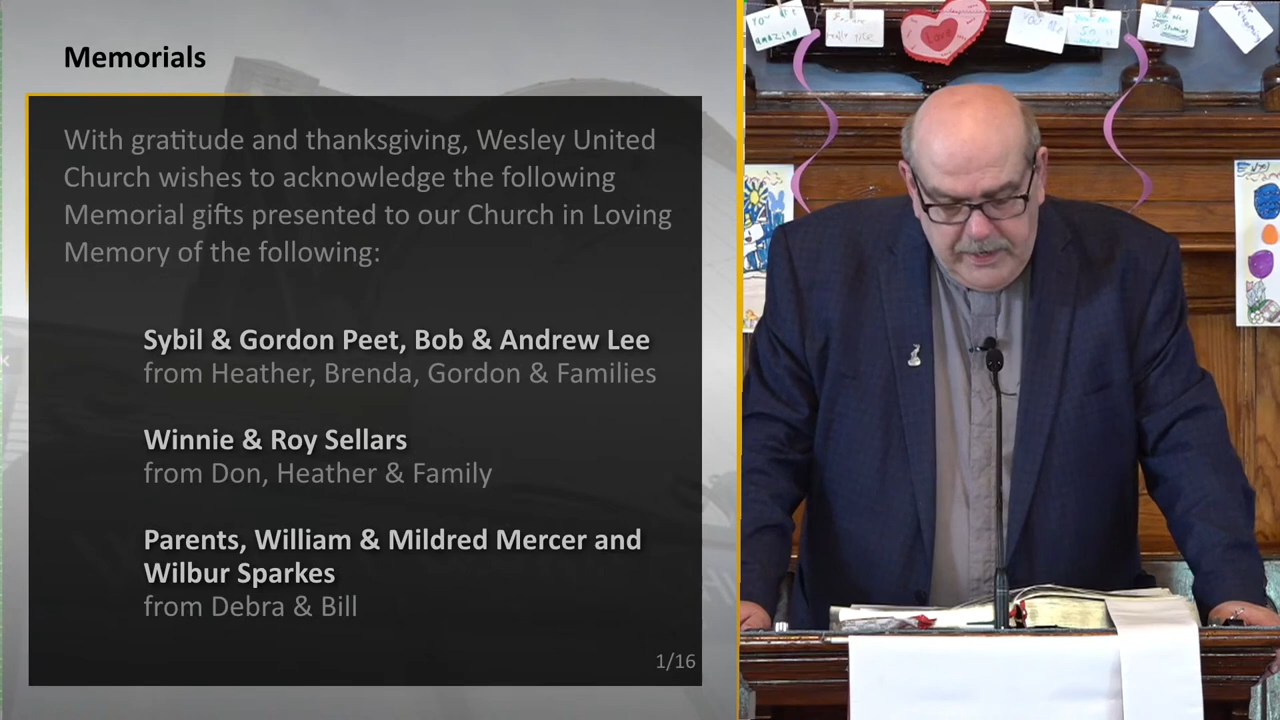 Memorials
With gratitude and thanksgiving, Wesley United
Church wishes to acknowledge the following
Memorial gifts presented to our Church in Loving
Memory of the following:
Sybil & Gordon Peet, Bob & Andrew Lee
from Heather, Brenda, Gordon & Families
Winnie & Roy Sellars
from Don, Heather & Family
Parents, William & Mildred Mercer and
Wilbur Sparkes
from Debra & Bill
1/16
Love